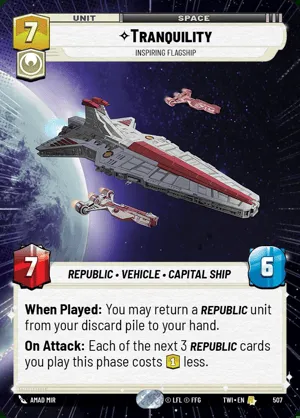 UNIT SPACE
7 TRANQUILITY
INSPIRING FLAGSHIP
7 REPUBLIC • VEHICLE • CAPITAL SHIP 6
When Played: You may return a REPUBLIC unit
from your discard pile to your hand.
On Attack: Each of the next 3 REPUBLIC cards
you play this phase costs 1 less.
AMAD MIR © LFL © FFG TWI • EN 507